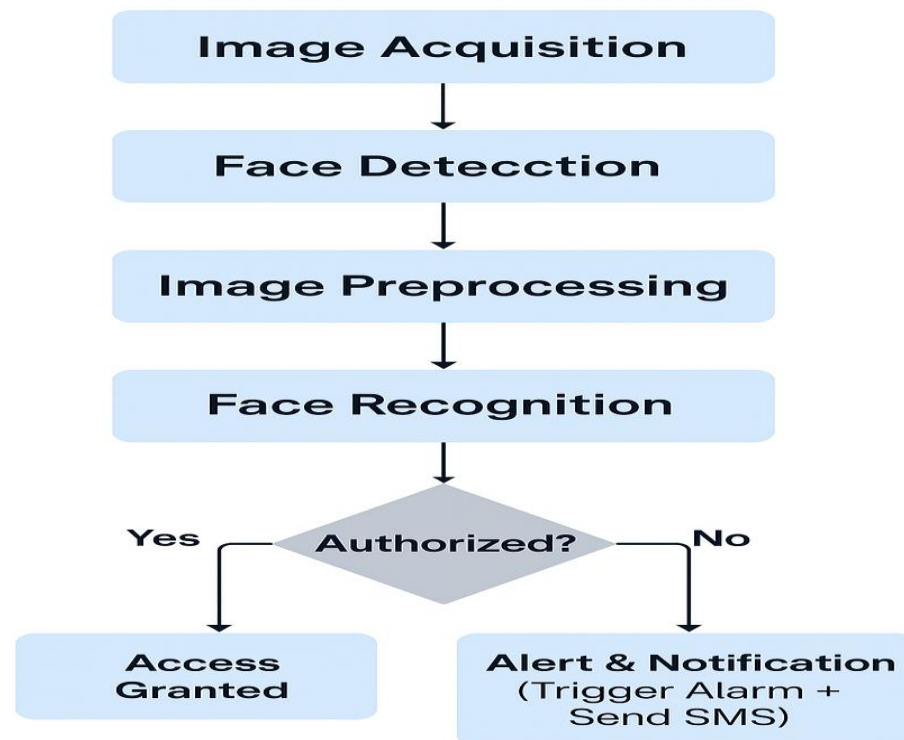 Image Acquisition
Face Detecction
Image Preprocessing
Face Recognition
Authorized?
Yes
No
Access
Granted
Alert & Notification
(Trigger Alarm +
Send SMS)